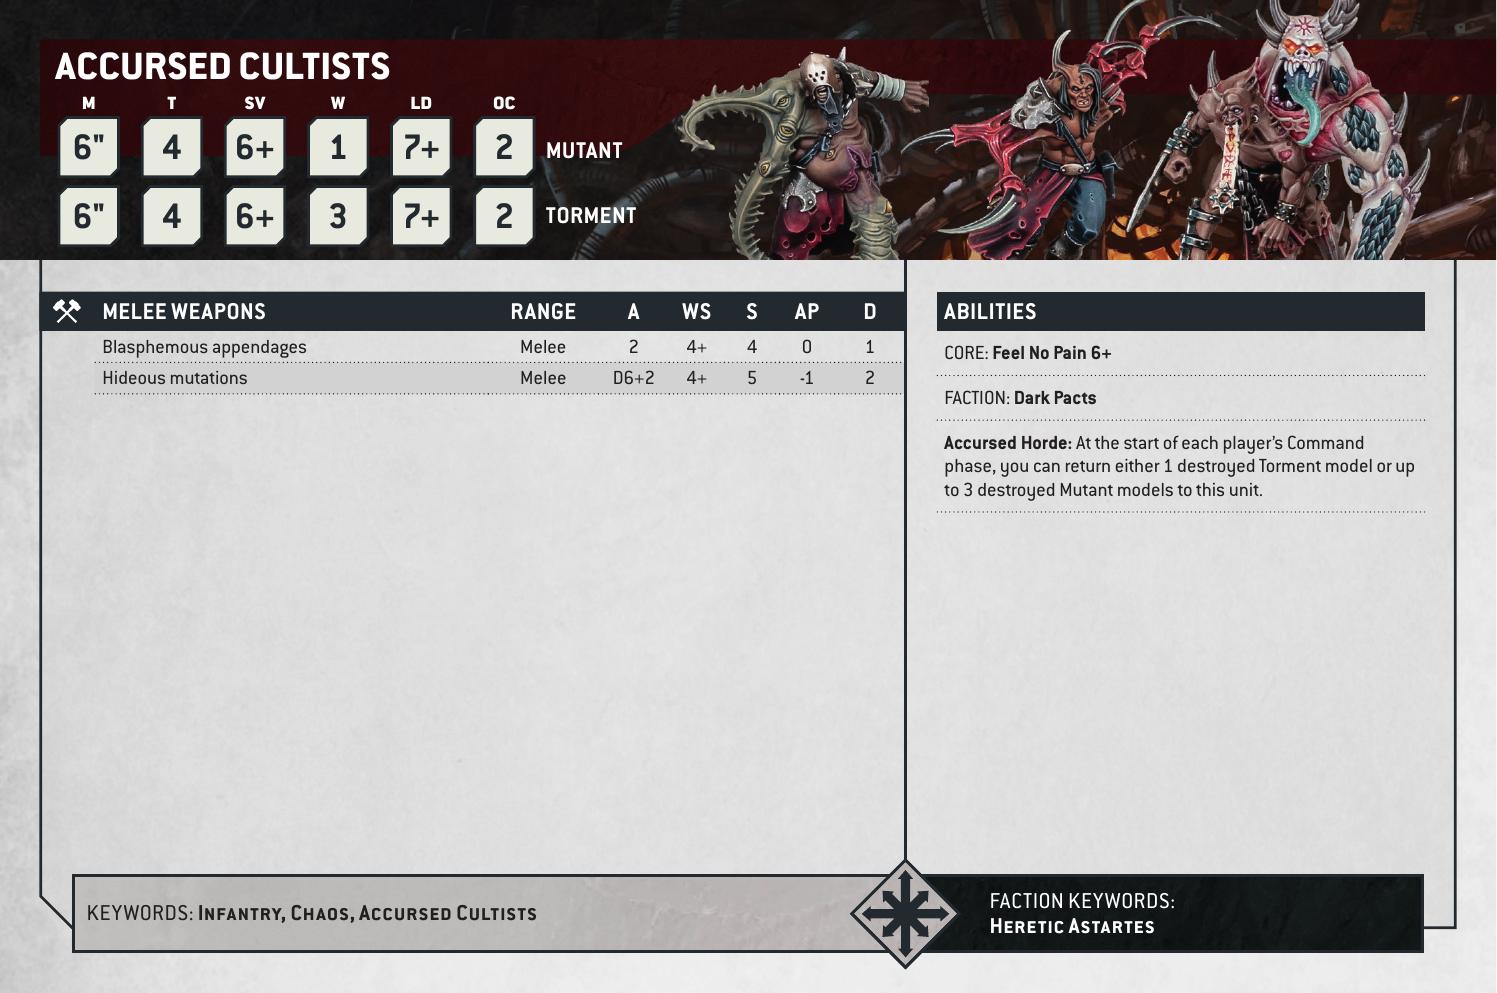 ACCURSED CULTISTS
M T SV W LD OC
6" 4 6+ 1 7+ 2 MUTANT
6" 4 6+ 3 7+ 2 TORMENT
MELEE WEAPONS RANGE A WS S AP D
Blasphemous appendages Melee 2 4+ 4 0 1
Hideous mutations Melee D6+2 4+ 5 -1 2
ABILITIES
CORE: Feel No Pain 6+
FACTION: Dark Pacts
Accursed Horde: At the start of each player’s Command
phase, you can return either 1 destroyed Torment model or up
to 3 destroyed Mutant models to this unit.
KEYWORDS: Infantry, Chaos, Accursed Cultists
FACTION KEYWORDS:
Heretic Astartes